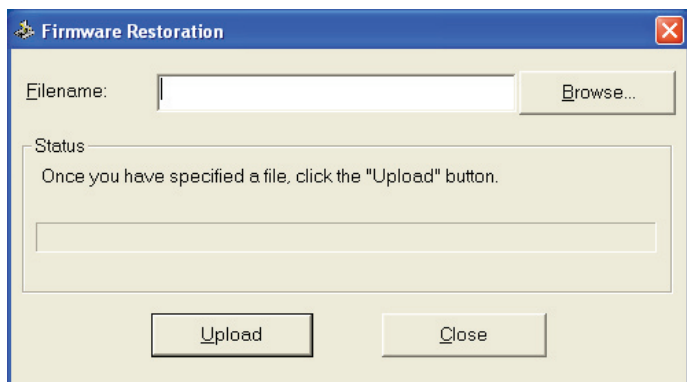 Firmware Restoration
Filename:
Browse...
Status
Once you have specified a file, click the "Upload" button.
Upload
Close